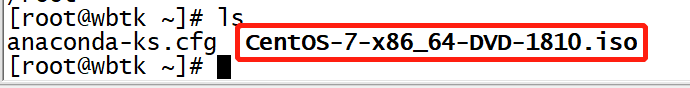 [root@wbtk ~]# ls
anaconda-ks.cfg CentOS-7-x86_64-DVD-1810.iso
[root@wbtk ~]#